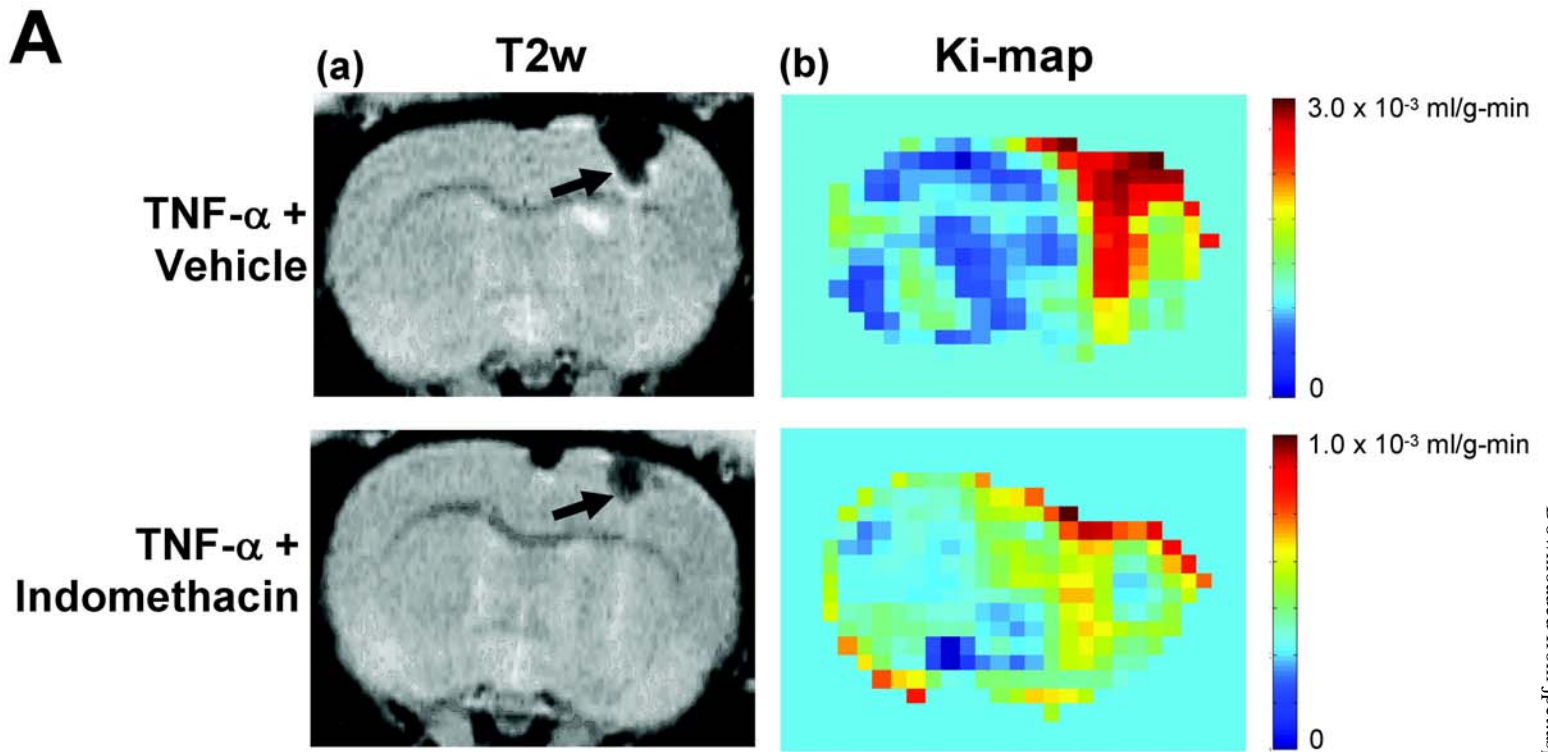 A
(a) T2w
(b) Ki-map
TNF-α +
Vehicle
3.0 x 10-3 ml/g-min
0
TNF-α +
Indomethacin
1.0 x 10-3 ml/g-min
0